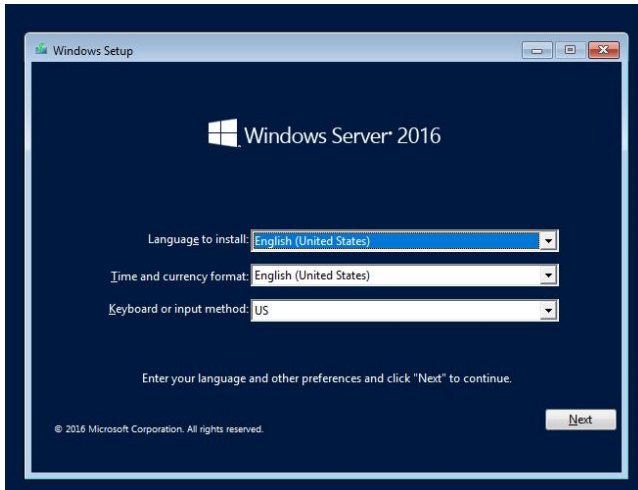 Windows Setup
Windows Server® 2016
Language to install: English (United States)
Time and currency format: English (United States)
Keyboard or input method: US
Enter your language and other preferences and click "Next" to continue.
Next
© 2016 Microsoft Corporation. All rights reserved.